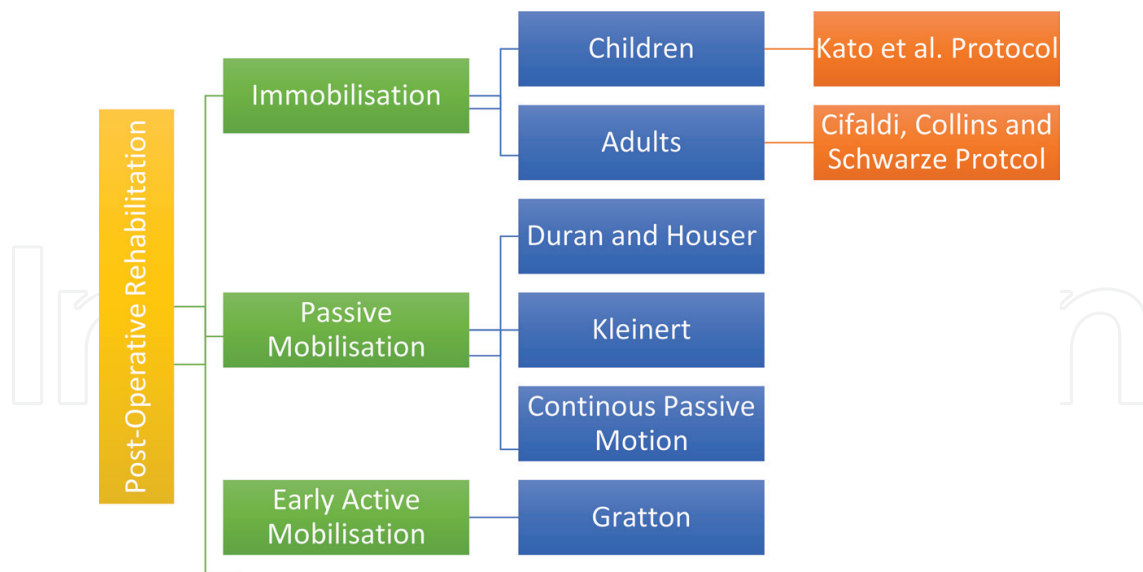 Post-Operative Rehabilitation
Immobilisation
Children
Kato et al. Protocol
Adults
Cifaldi, Collins and
Schwarze Protcol
Passive
Mobilisation
Duran and Houser
Kleinert
Continous Passive
Motion
Early Active
Mobilisation
Gratton